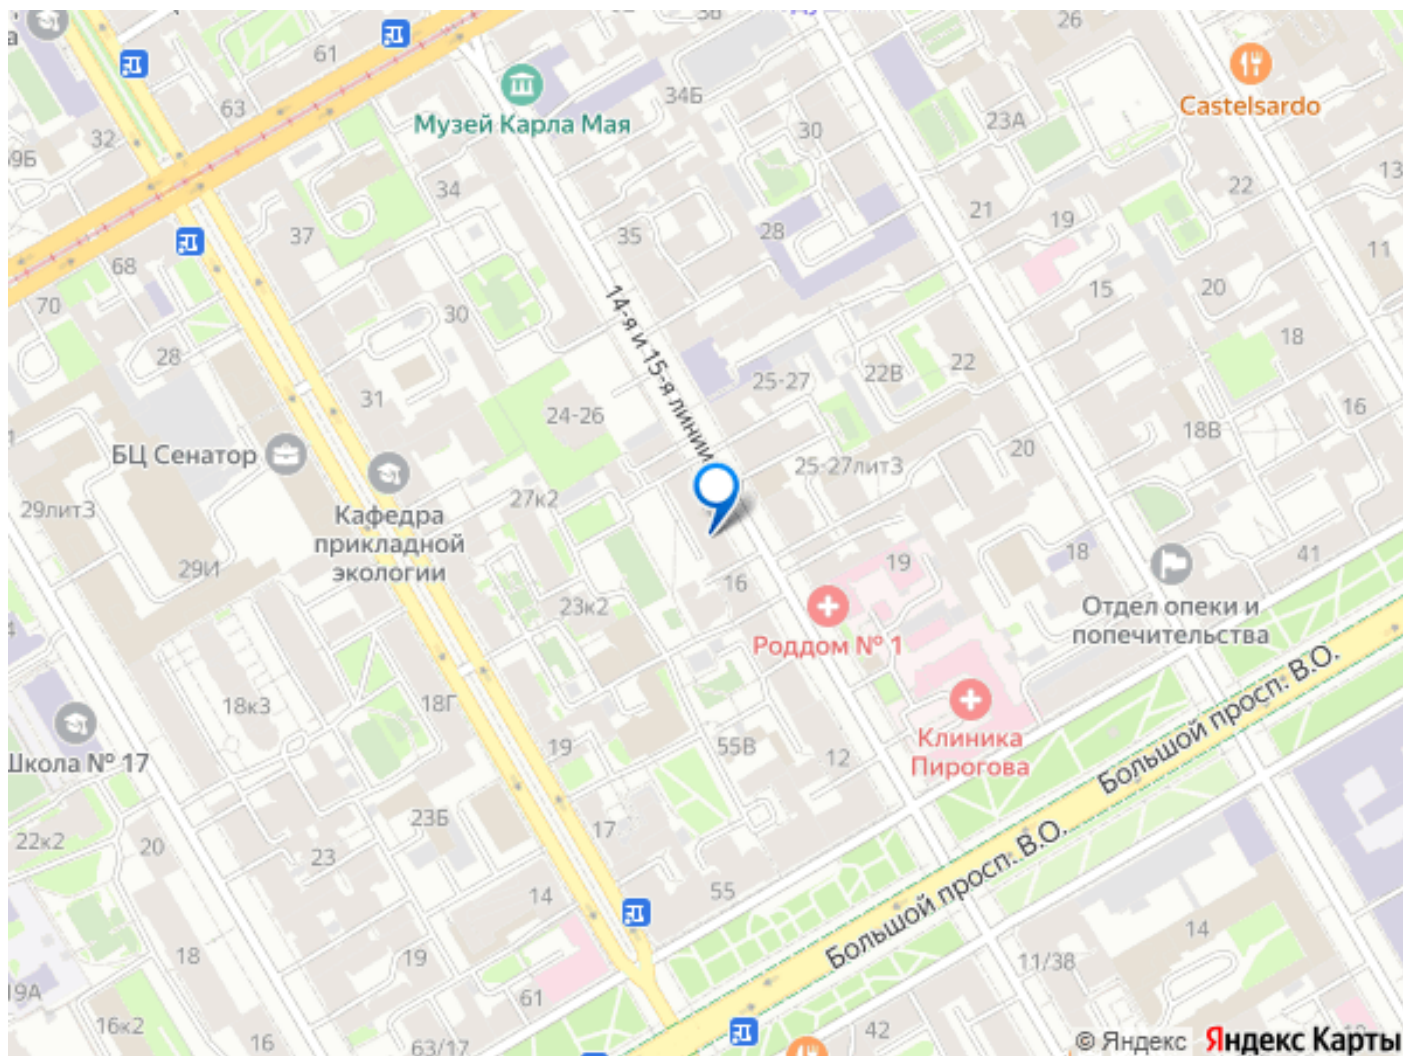 61
26
63
34Б
Музей Карла Мая
Castelsardo
32
30
23А
34
22
13
21
19
37
35
28
11
68
70
15
20
30
14-я и 15-я линии
18
28
25-27
22В
22
31
24-26
16
18В
БЦ Сенатор
20
25-27лит3
27к2
29лит3
Кафедра
прикладной
экологии
29И
18
41
19
16
23к2
Отдел опеки и
попечительства
Роддом № 1
18к3
18Г
Клиника
Пирогова
Большой просп. В.О.
Школа № 17
19
55В
12
23Б
17
22к2
20
23
Большой просп. В.О.
14
55
14
18
19
11/38
19А
61
16к2
16
63/17
42
© Яндекс Яндекс Карты